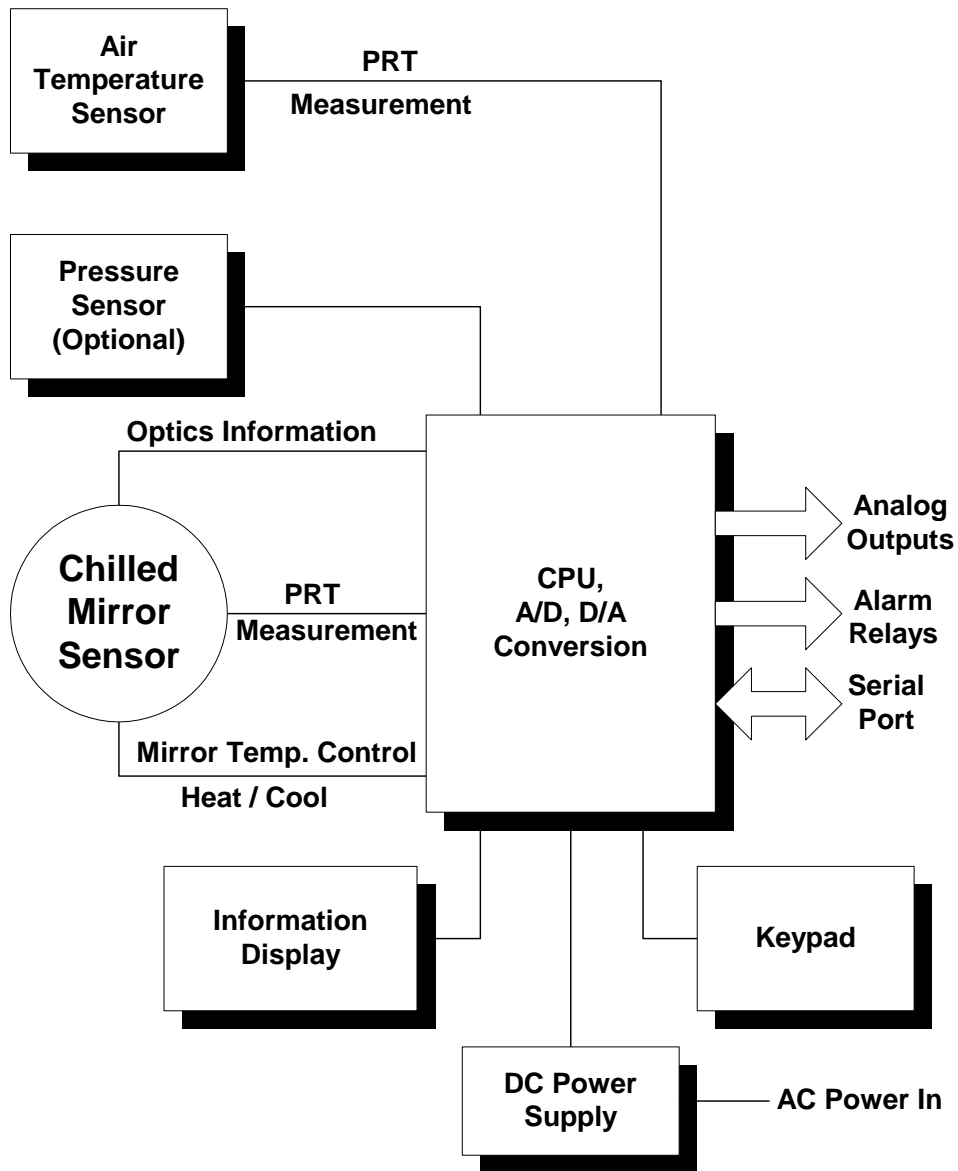 Air
Temperature
Sensor
PRT
Measurement
Pressure
Sensor
(Optional)
Optics Information
Chilled
Mirror
Sensor
PRT
Measurement
Mirror Temp. Control
Heat / Cool
CPU,
A/D, D/A
Conversion
Analog
Outputs
Alarm
Relays
Serial
Port
Information
Display
Keypad
DC Power
Supply
AC Power In